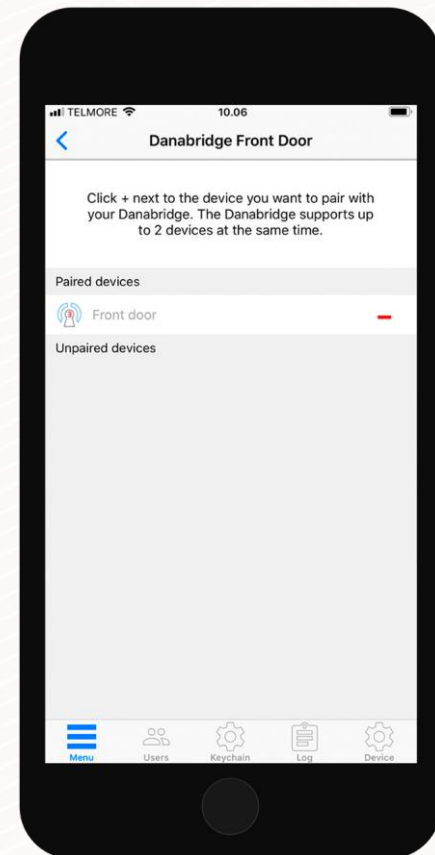 TELMORE 10.06
Danabridge Front Door
Click + next to the device you want to pair with
your Danabridge. The Danabridge supports up
to 2 devices at the same time.
Paired devices
Front door
Unpaired devices
Menu Users Keychain Log Device